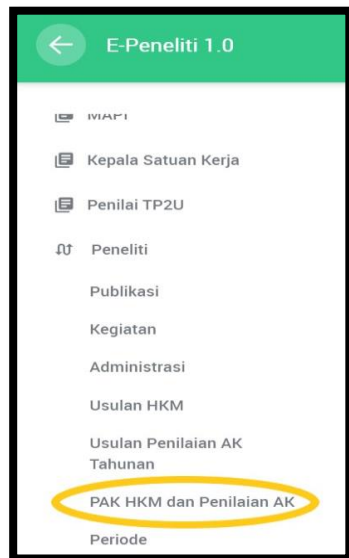 E-Peneliti 1.0
MAPI
Kepala Satuan Kerja
Penilai TP2U
Peneliti
Publikasi
Kegiatan
Administrasi
Usulan HKM
Usulan Penilaian AK
Tahunan
PAK HKM dan Penilaian AK
Periode